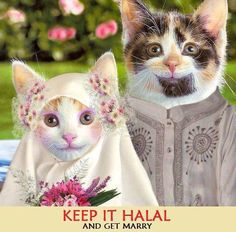 KEEP IT HALAL
AND GET MARRY